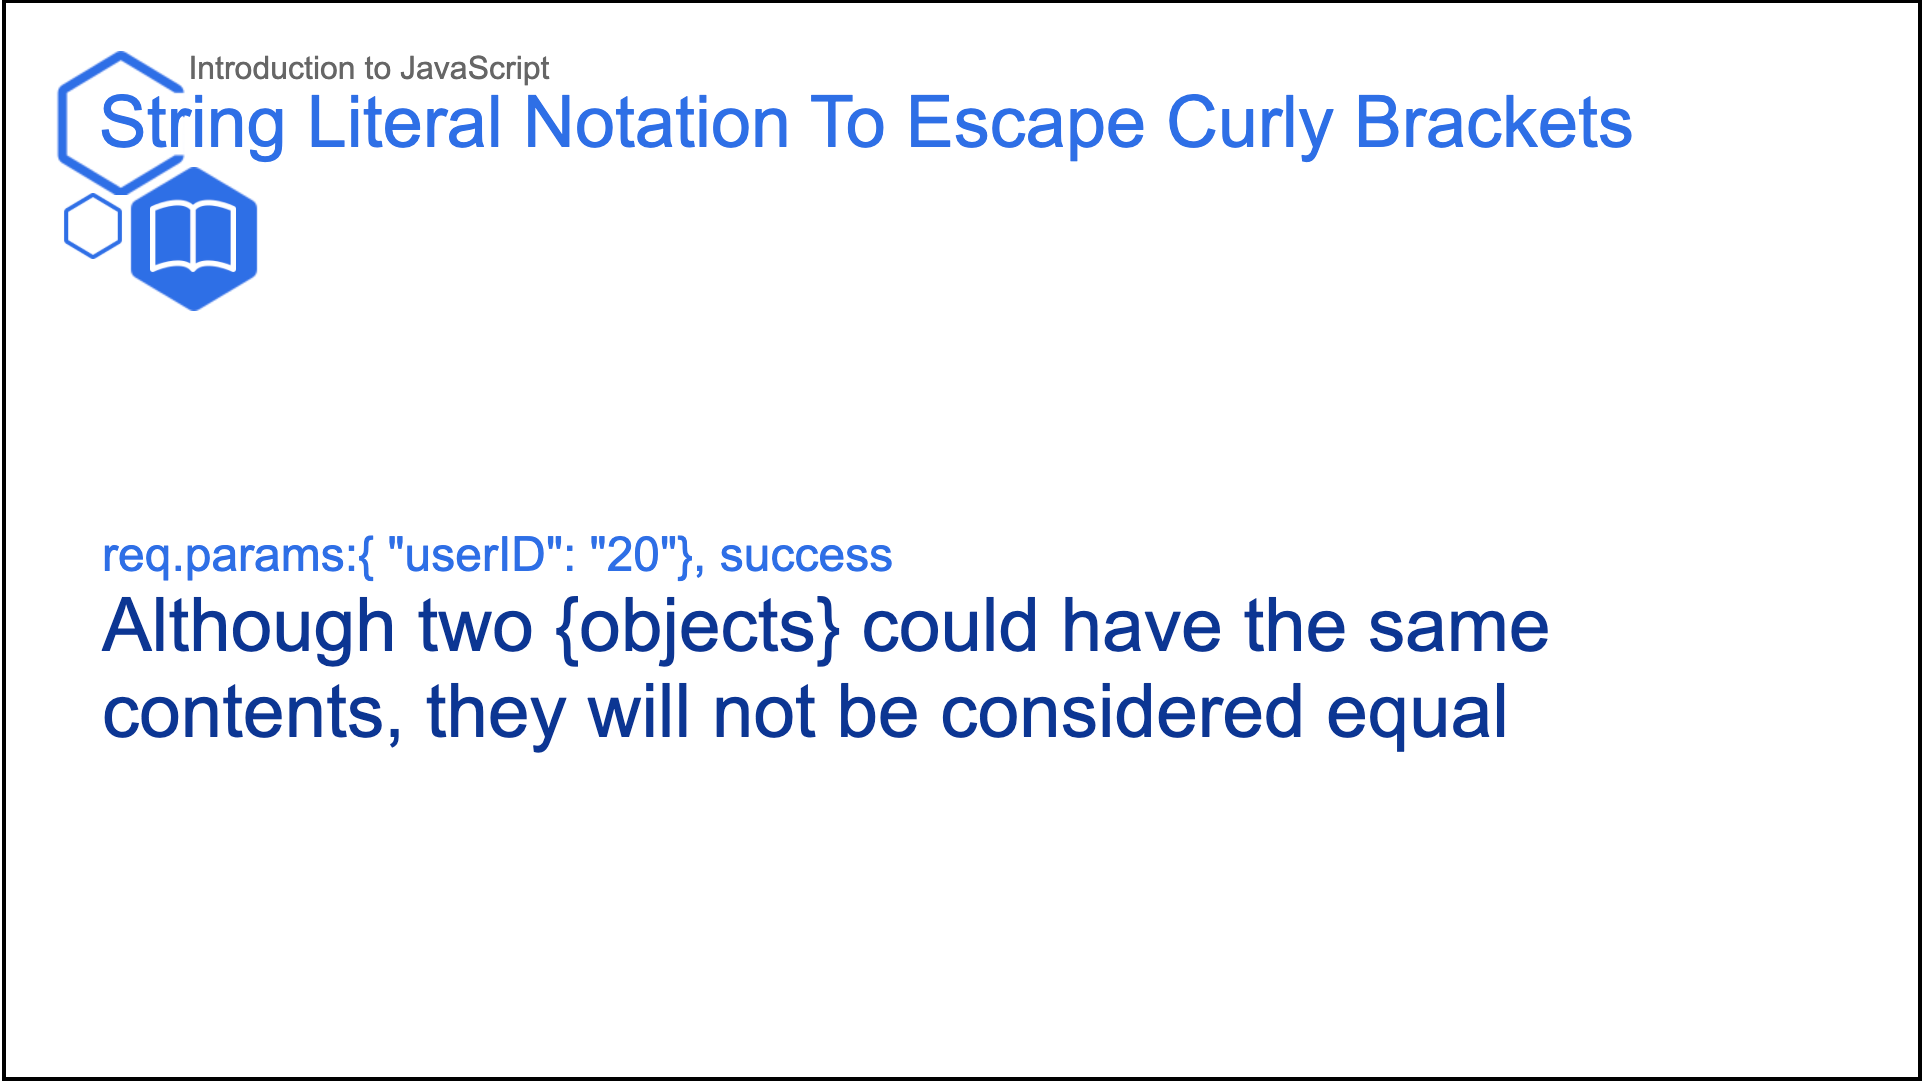 Introduction to JavaScript
String Literal Notation To Escape Curly Brackets
req.params:{ "userID": "20"}, success
Although two {objects} could have the same
contents, they will not be considered equal